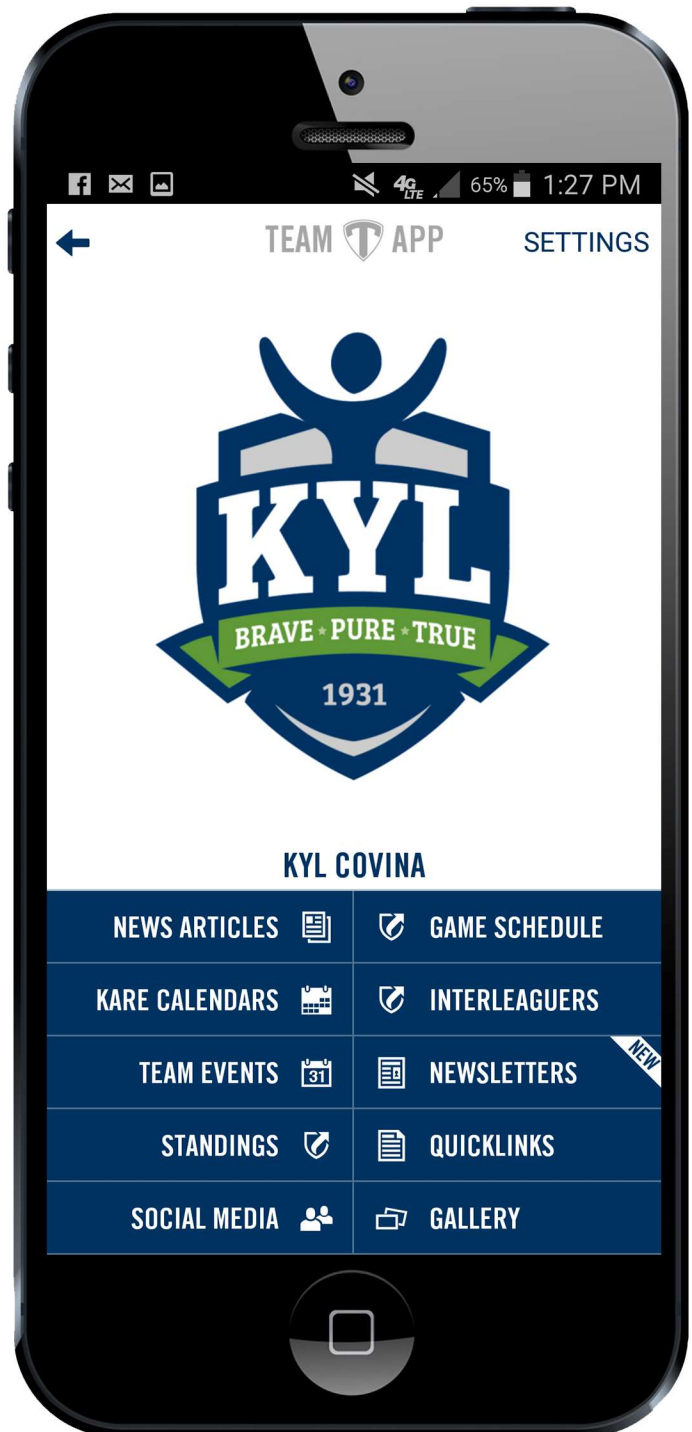 4G LTE 65% 1:27 PM
TEAM T APP SETTINGS
KYL
BRAVE * PURE * TRUE
1931
KYL COVINA
NEWS ARTICLES GAME SCHEDULE
KARE CALENDARS INTERLEAGUERS
TEAM EVENTS 31 NEWSLETTERS NEW
STANDINGS QUICKLINKS
SOCIAL MEDIA GALLERY